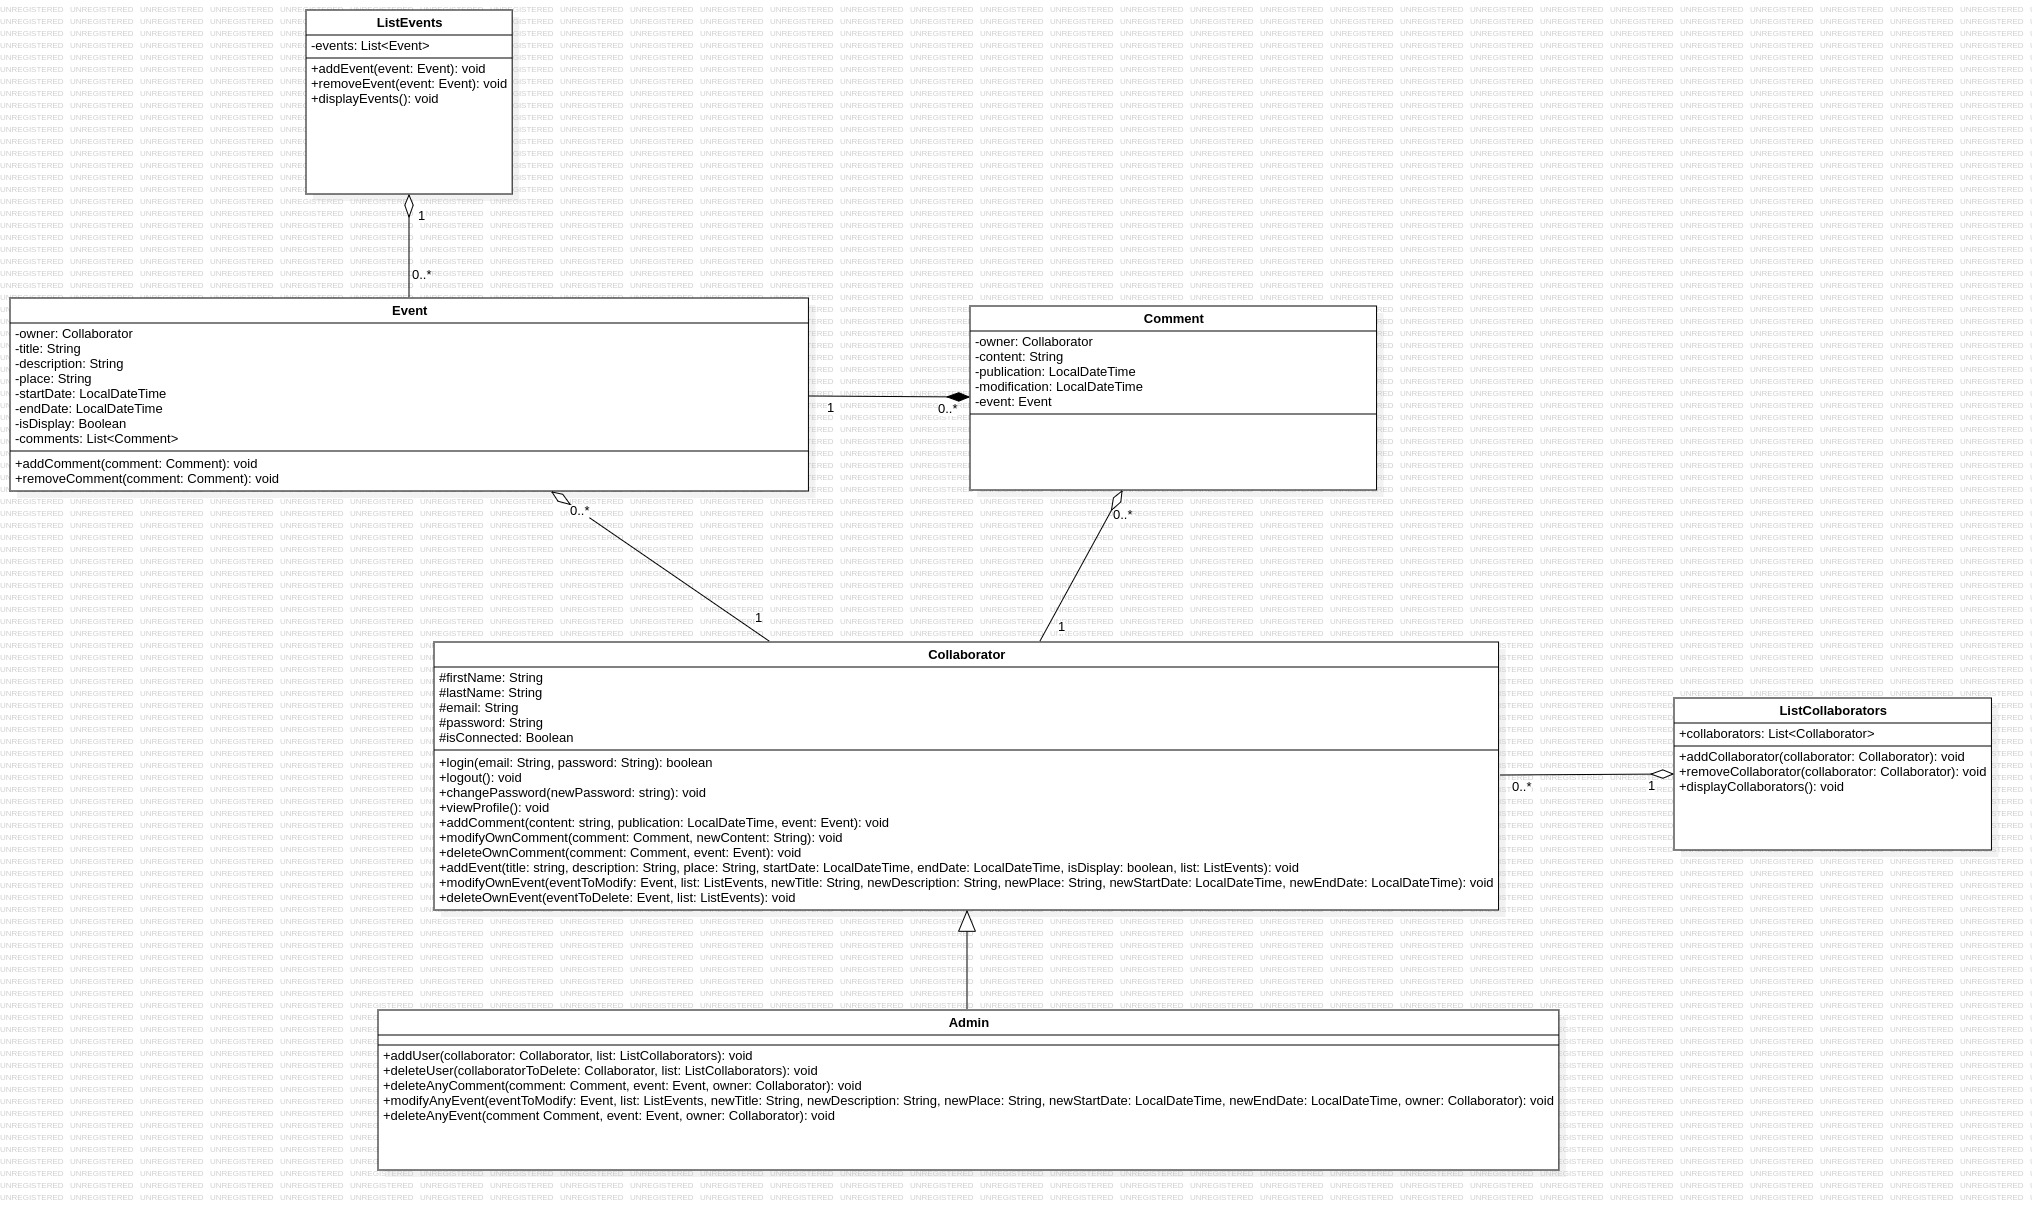 ListEvents
-events: List<Event>
+addEvent(event: Event): void
+removeEvent(event: Event): void
+displayEvents(): void
1
0..*
Event
-owner: Collaborator
-title: String
-description: String
-place: String
-startDate: LocalDateTime
-endDate: LocalDateTime
-isDisplay: Boolean
-comments: List<Comment>
+addComment(comment: Comment): void
+removeComment(comment: Comment): void
1
0..*
Comment
-owner: Collaborator
-content: String
-publication: LocalDateTime
-modification: LocalDateTime
-event: Event
0..*
0..*
1
1
Collaborator
#firstName: String
#lastName: String
#email: String
#password: String
#isConnected: Boolean
+login(email: String, password: String): boolean
+logout(): void
+changePassword(newPassword: string): void
+viewProfile(): void
+addComment(content: string, publication: LocalDateTime, event: Event): void
+modifyOwnComment(comment: Comment, newContent: String): void
+deleteOwnComment(comment: Comment, event: Event): void
+addEvent(title: string, description: String, place: String, startDate: LocalDateTime, endDate: LocalDateTime, isDisplay: boolean, list: ListEvents): void
+modifyOwnEvent(eventToModify: Event, list: ListEvents, newTitle: String, newDescription: String, newPlace: String, newStartDate: LocalDateTime, newEndDate: LocalDateTime): void
+deleteOwnEvent(eventToDelete: Event, list: ListEvents): void
0..*
1
ListCollaborators
+collaborators: List<Collaborator>
+addCollaborator(collaborator: Collaborator): void
+removeCollaborator(collaborator: Collaborator): void
+displayCollaborators(): void
Admin
+addUser(collaborator: Collaborator, list: ListCollaborators): void
+deleteUser(collaboratorToDelete: Collaborator, list: ListCollaborators): void
+deleteAnyComment(comment: Comment, event: Event, owner: Collaborator): void
+modifyAnyEvent(eventToModify: Event, list: ListEvents, newTitle: String, newDescription: String, newPlace: String, newStartDate: LocalDateTime, newEndDate: LocalDateTime, owner: Collaborator): void
+deleteAnyEvent(comment Comment, event: Event, owner: Collaborator): void
UNREGISTERED